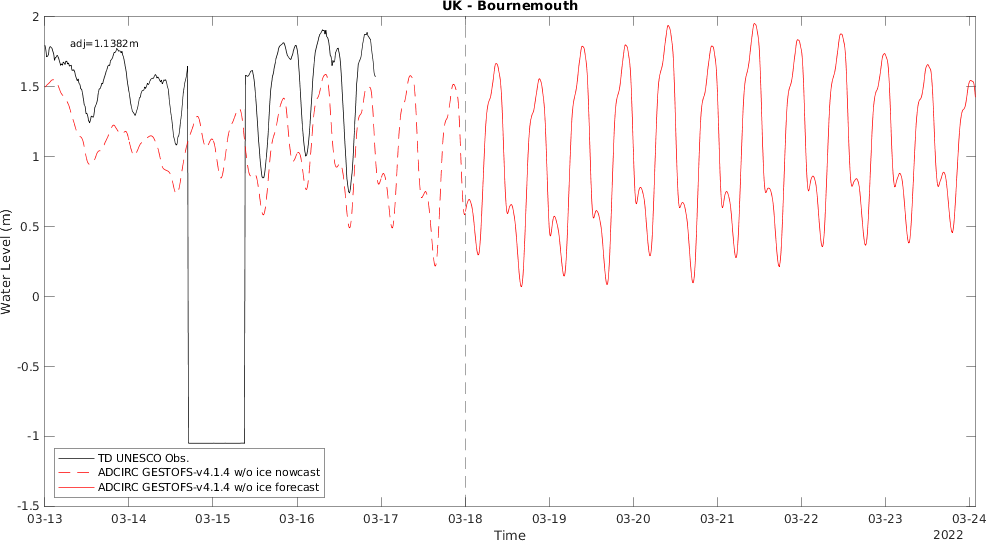 UK - Bournemouth
2
1.5
1
0.5
0
-0.5
-1
-1.5
Water Level (m)
adj=1.1382m
TD UNESCO Obs.
ADCIRC GESTOFS-v4.1.4 w/o ice nowcast
ADCIRC GESTOFS-v4.1.4 w/o ice forecast
03-13 03-14 03-15 03-16 03-17 03-18 03-19 03-20 03-21 03-22 03-23 03-24
Time
2022